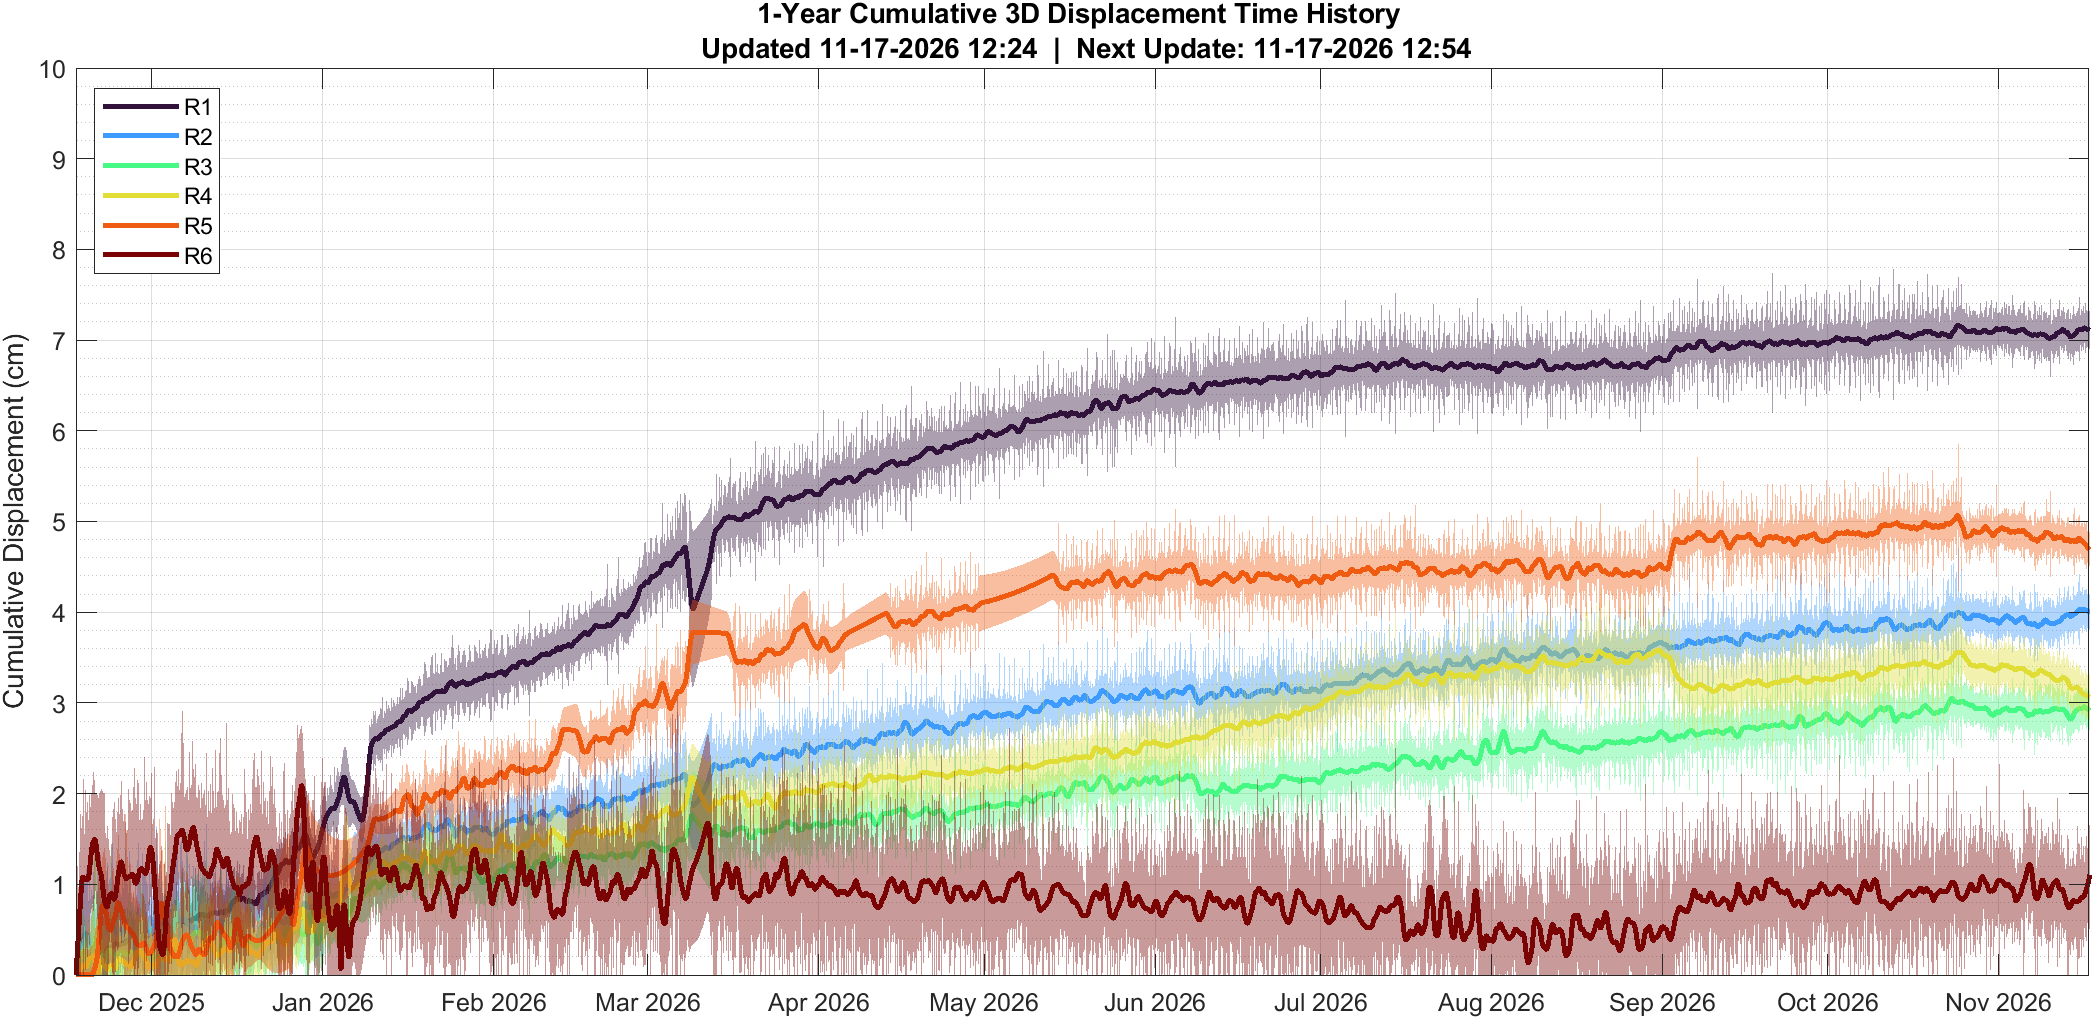 1-Year Cumulative 3D Displacement Time History
Updated 11-17-2026 12:24 | Next Update: 11-17-2026 12:54
10
9
8
7
6
5
4
3
2
1
0
Cumulative Displacement (cm)
R1
R2
R3
R4
R5
R6
Dec 2025 Jan 2026 Feb 2026 Mar 2026 Apr 2026 May 2026 Jun 2026 Jul 2026 Aug 2026 Sep 2026 Oct 2026 Nov 2026